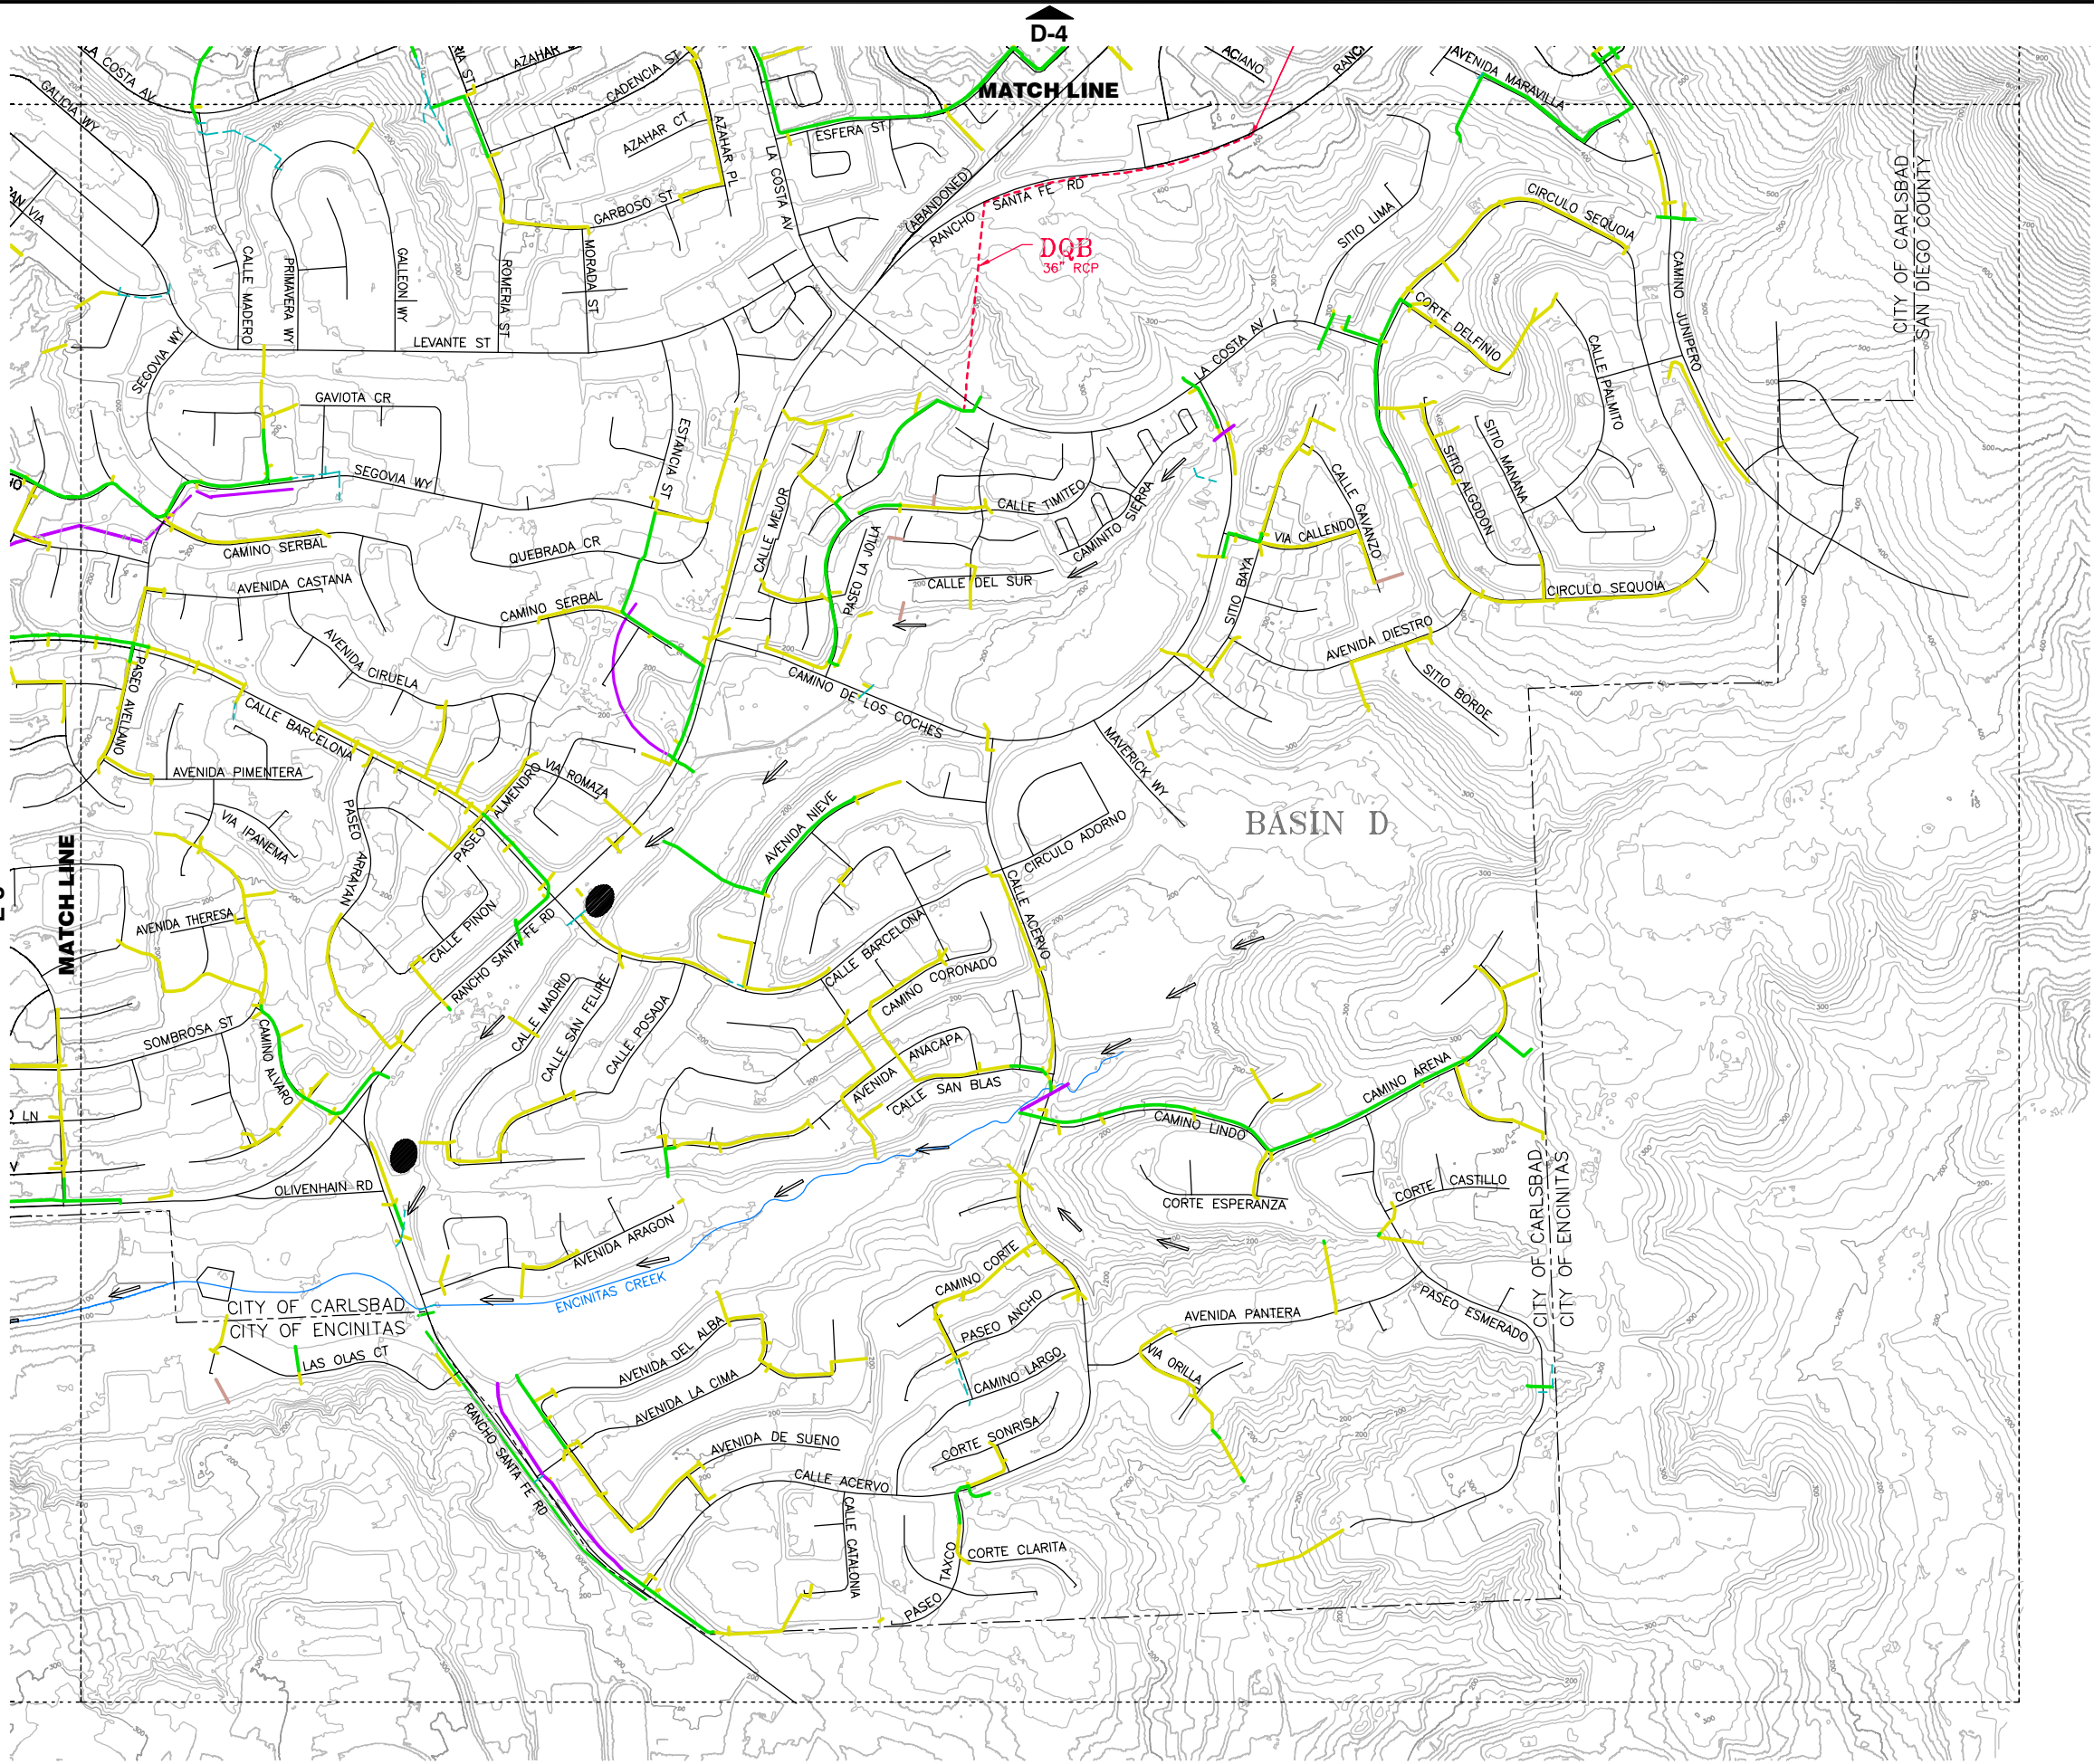 D-4
MATCH LINE
LA COSTA AV
GALICIA WY
AZAHAR
CADENCIA ST
AZAHAR CT
AZAHAR PL
GARBOSO ST
LA COSTA AV
ESFERA ST
(ABANDONED)
RANCHO SANTA FE RD
ACIANO
AVENIDA MARAVILLA
CITY OF CARLSBAD
SAN DIEGO COUNTY
CIRCULO SEQUOIA
SITIO LIMA
DQB
36" RCP
CALLE MADERO
PRIMAVERA WY
GALLEON WY
ROMERIA ST
MORADA ST
LEVANTE ST
SEGOVIA WY
CORTE DELFINIO
CAMINO JUNIPERO
CALLE PALMITO
LA COSTA AV
GAVIOTA CR
ESTANCIA ST
SEGOVIA WY
SITIO MANANA
SITIO ALGODON
CALLE GAVANZO
CALLE MEJOR
CALLE TIMITEO
CAMINITO SIERRA
VIA CALLENDO
CAMINO SERBAL
QUEBRADA CR
PASEO LA JOLLA
CALLE DEL SUR
SITIO BAYA
CIRCULO SEQUOIA
AVENIDA CASTANA
CAMINO SERBAL
AVENIDA CIRUELA
AVENIDA DIESTRO
SITIO BORDE
PASEO AVELANO
CALLE BARCELONA
CAMINO DE LOS COCHES
MAVERICK WY
AVENIDA PIMENTERA
VIA ROMAZA
PASEO ALMENDRO
AVENIDA NIEVE
BASIN D
VIA IPANEMA
PASEO ARRAYAN
CIRCULO ADORNO
MATCH LINE
AVENIDA THERESA
CALLE PINON
RANCHO SANTA FE RD
CALLE ACERVO
CALLE BARCELONA
CAMINO CORONADO
CALLE MADRID
CALLE SAN FELIPE
CALLE POSADA
SOMBROSA ST
CAMINO ALVARO
AVENIDA ANACAPA
CALLE SAN BLAS
CAMINO ARENA
CAMINO LINDO
LN
OLIVENHAIN RD
CORTE CASTILLO
CORTE ESPERANZA
CITY OF CARLSBAD
CITY OF ENCINITAS
AVENIDA ARAGON
CAMINO CORTE
ENCINITAS CREEK
CITY OF CARLSBAD
CITY OF ENCINITAS
PASEO ANCHO
AVENIDA PANTERA
PASEO ESMERADO
LAS OLAS CT
AVENIDA DEL ALBA
AVENIDA LA CIMA
CAMINO LARGO
VIA ORILLA
RANCHO SANTA FE RD
AVENIDA DE SUENO
CORTE SONRISA
CALLE ACERVO
CALLE CATALONIA
CORTE CLARITA
PASEO TAXCO